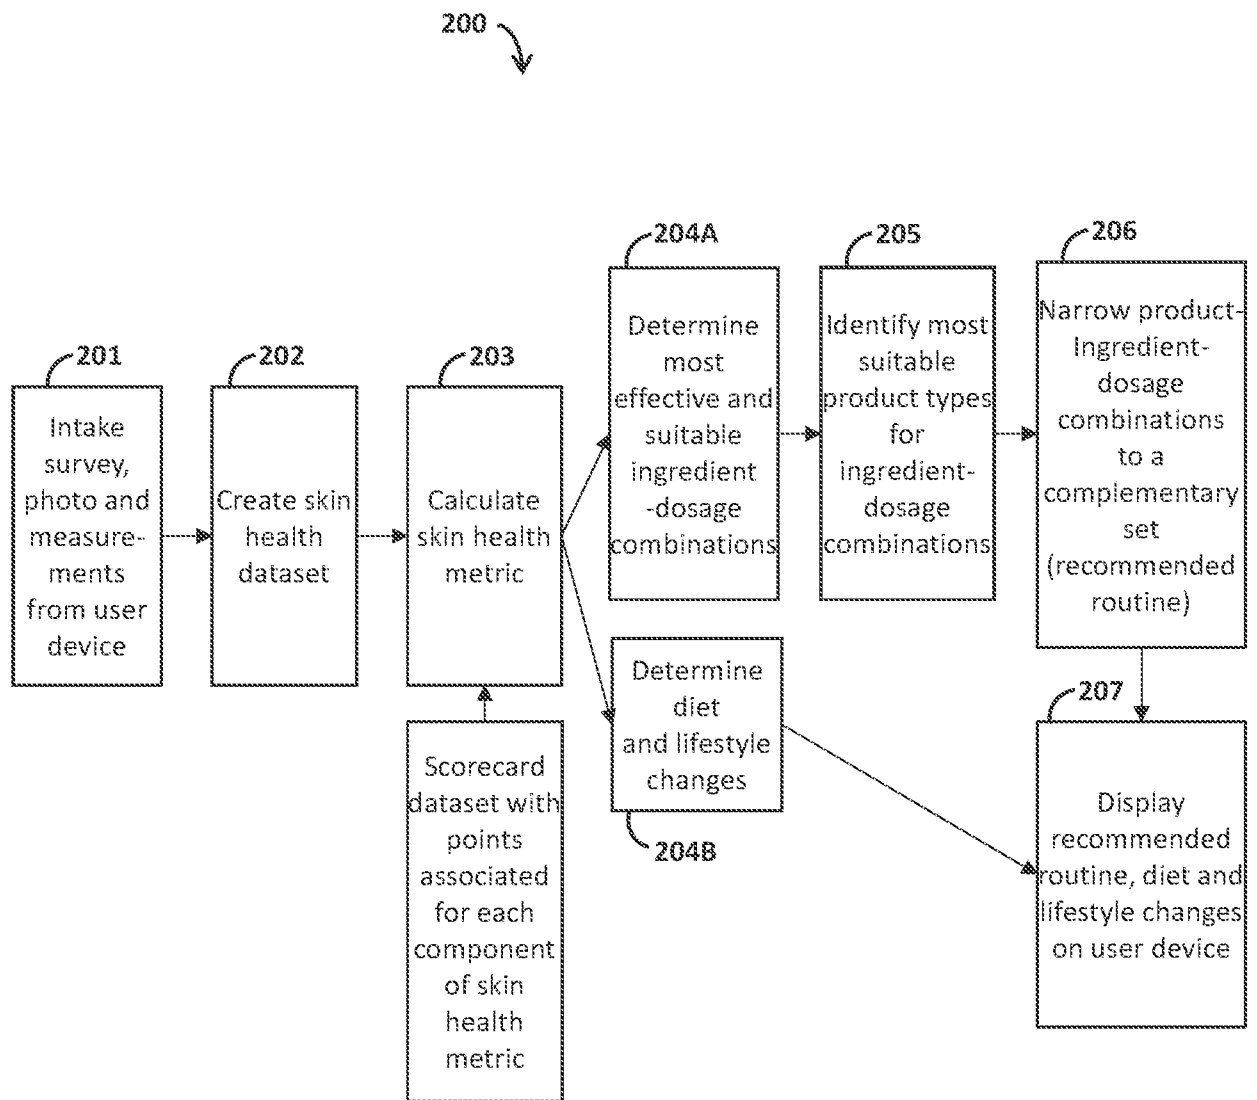 200
201
Intake
survey,
photo and
measure-
ments
from user
device
202
Create skin
health
dataset
203
Calculate
skin health
metric
Scorecard
dataset with
points
associated
for each
component
of skin
health
metric
204A
Determine
most
effective and
suitable
ingredient
-dosage
combinations
Determine
diet
and lifestyle
changes
204B
205
Identify most
suitable
product types
for
ingredient-
dosage
combinations
206
Narrow product-
Ingredient-
dosage
combinations
to a
complementary
set
(recommended
routine)
207
Display
recommended
routine, diet and
lifestyle changes
on user device